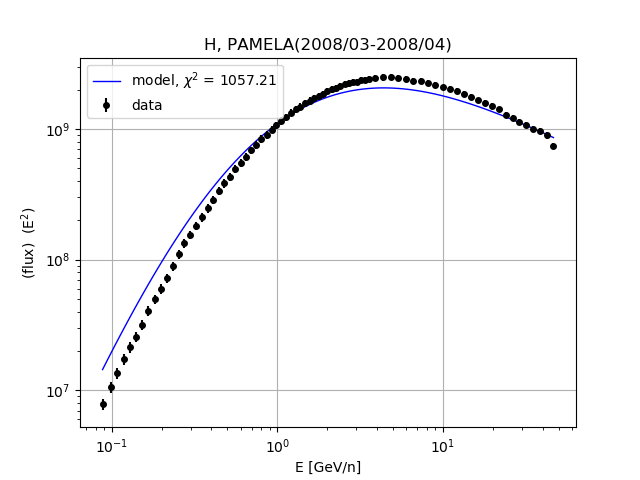 H, PAMELA(2008/03-2008/04)
model, χ² = 1057.21
data
(flux) (E²)
10⁹
10⁸
10⁷
10⁻¹
10⁰
10¹
E [GeV/n]